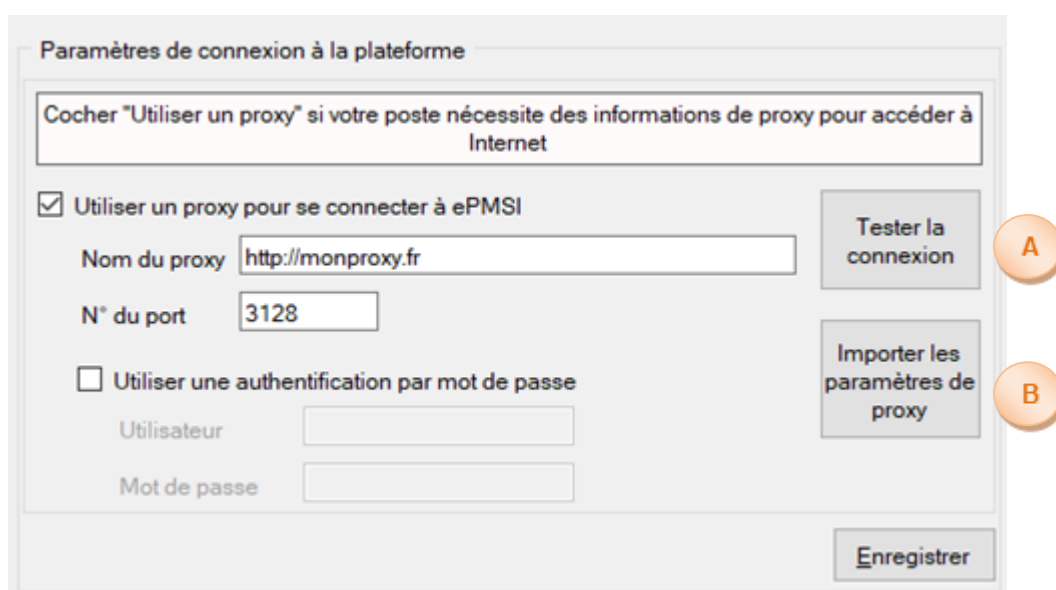 Paramètres de connexion à la plateforme
Cocher "Utiliser un proxy" si votre poste nécessite des informations de proxy pour accéder à
Internet
Utiliser un proxy pour se connecter à ePMSI
Nom du proxy http://monproxy.fr
N° du port 3128
Utiliser une authentification par mot de passe
Utilisateur
Mot de passe
Tester la
connexion
A
Importer les
paramètres de
proxy
B
Enregistrer